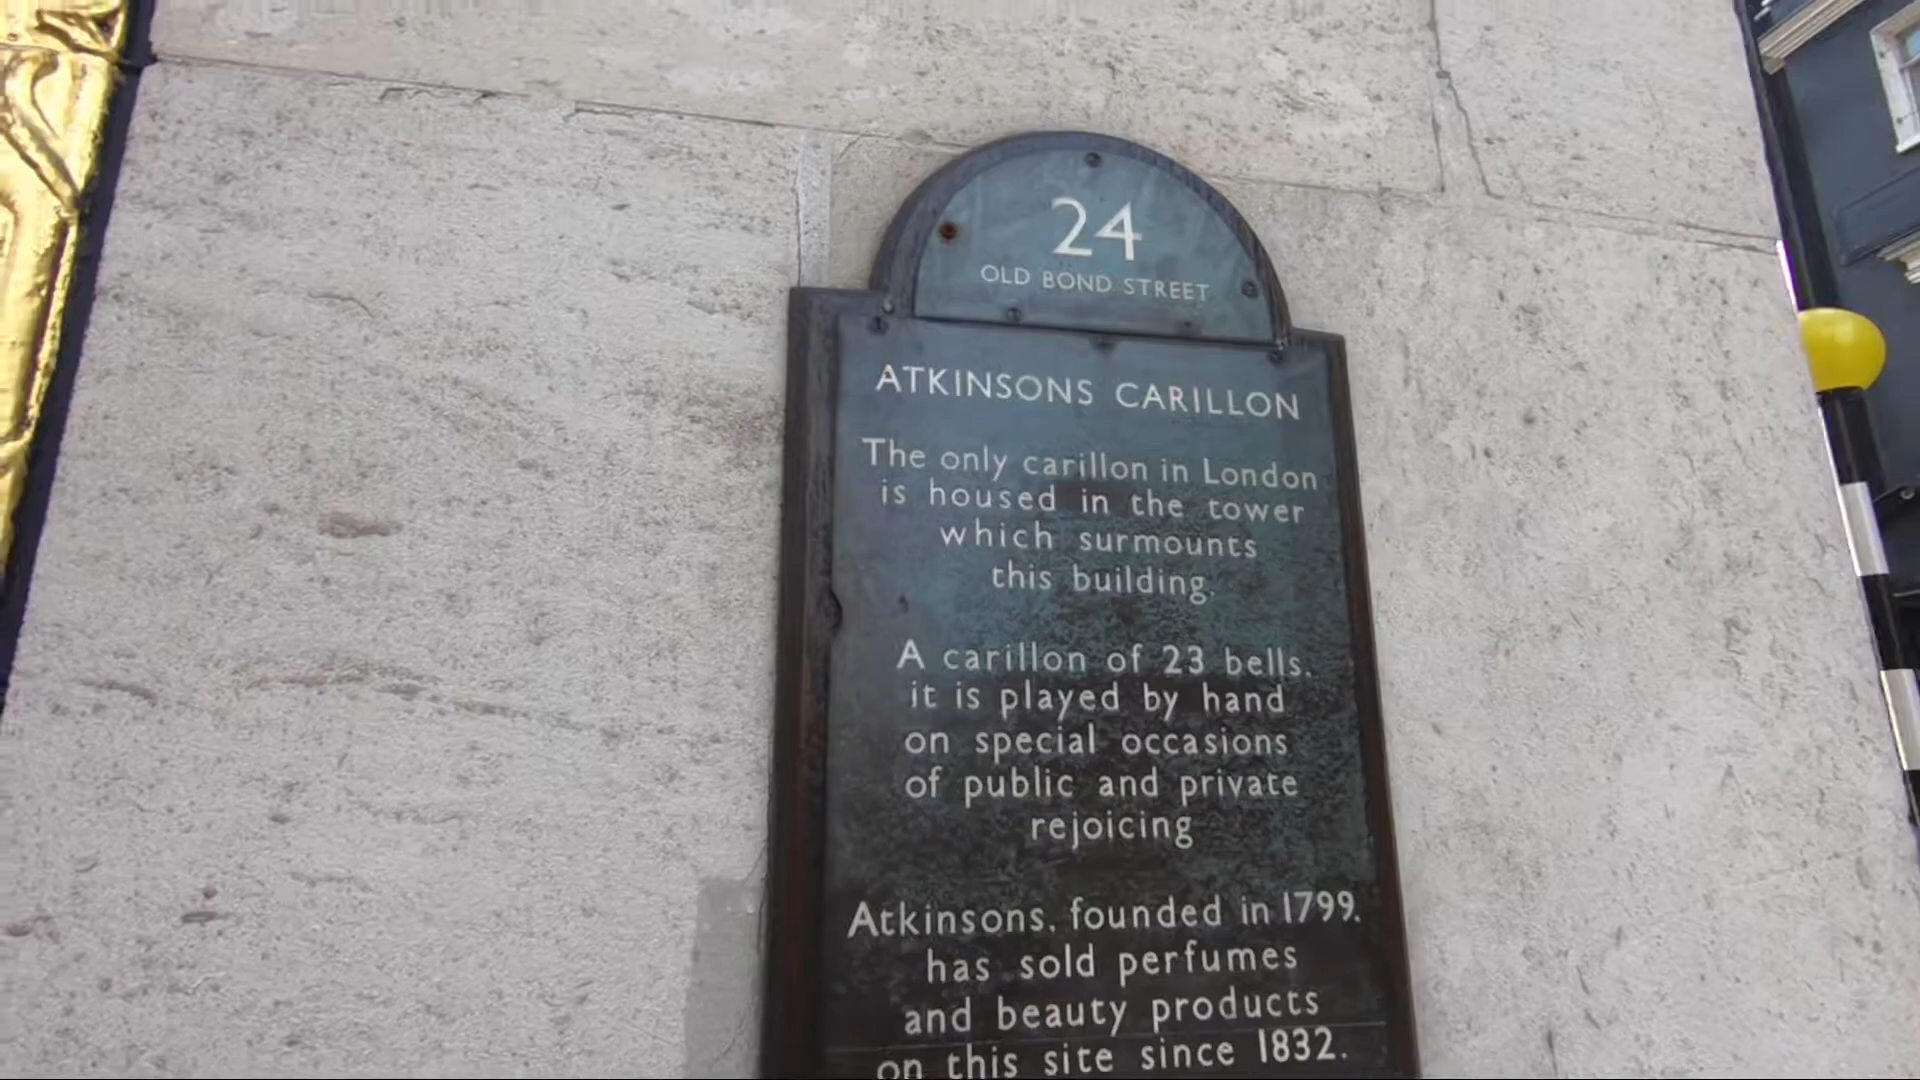 24
OLD BOND STREET
ATKINSONS CARILLON
The only carillon in London
is housed in the tower
which surmounts
this building.
A carillon of 23 bells.
it is played by hand
on special occasions
of public and private
rejoicing
Atkinsons, founded in 1799,
has sold perfumes
and beauty products
on this site since 1832.